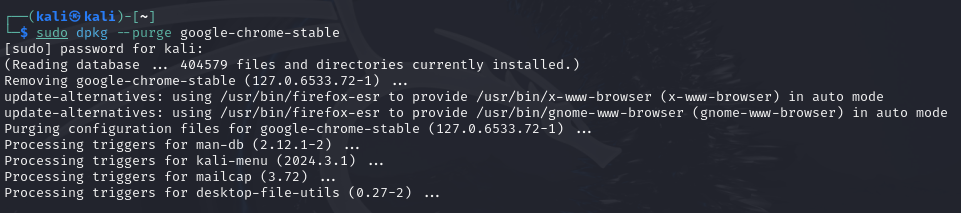 ┌──(kali㉿kali)-[~]
└─$ sudo dpkg --purge google-chrome-stable
[sudo] password for kali:
(Reading database ... 404579 files and directories currently installed.)
Removing google-chrome-stable (127.0.6533.72-1) ...
update-alternatives: using /usr/bin/firefox-esr to provide /usr/bin/x-www-browser (x-www-browser) in auto mode
update-alternatives: using /usr/bin/firefox-esr to provide /usr/bin/gnome-www-browser (gnome-www-browser) in auto mode
Purging configuration files for google-chrome-stable (127.0.6533.72-1) ...
Processing triggers for man-db (2.12.1-2) ...
Processing triggers for kali-menu (2024.3.1) ...
Processing triggers for mailcap (3.72) ...
Processing triggers for desktop-file-utils (0.27-2) ...